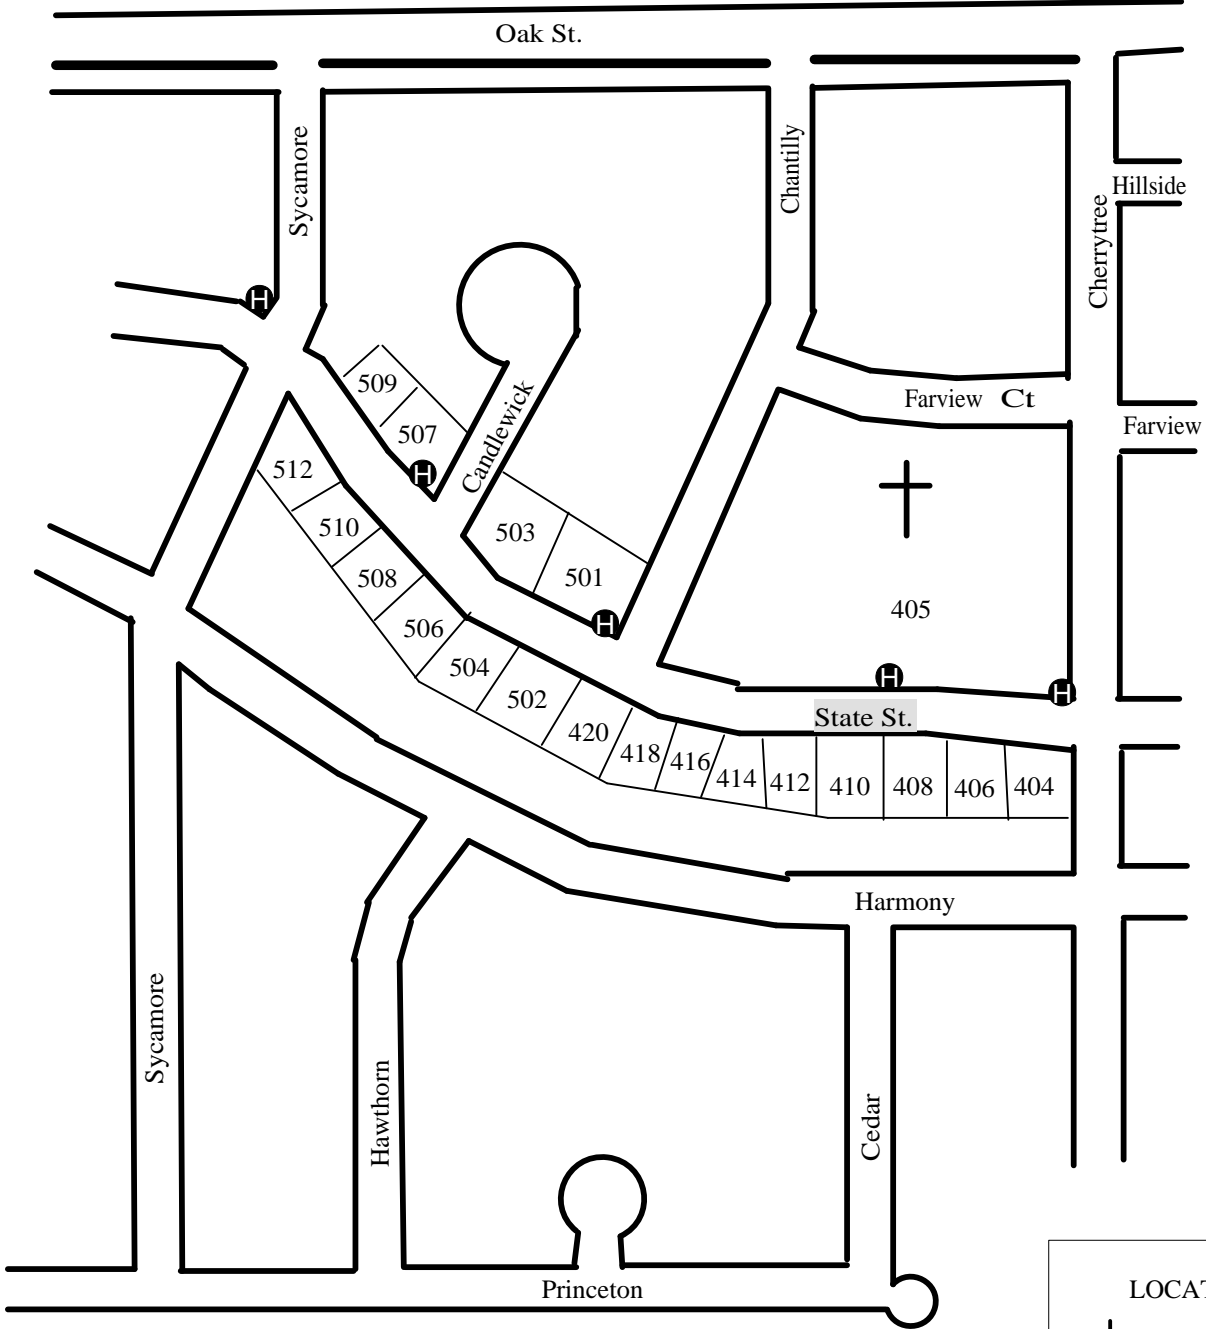 Oak St.
Sycamore
Chantilly
Hillside
Cherrytree
H
509
Farview Ct
507
Candlewick
Farview
H
512
510
503
508
501
405
506
H
504
H
H
502
State St.
420
418
416
414
412
410
408
406
404
Harmony
Sycamore
Hawthorn
Cedar
Princeton